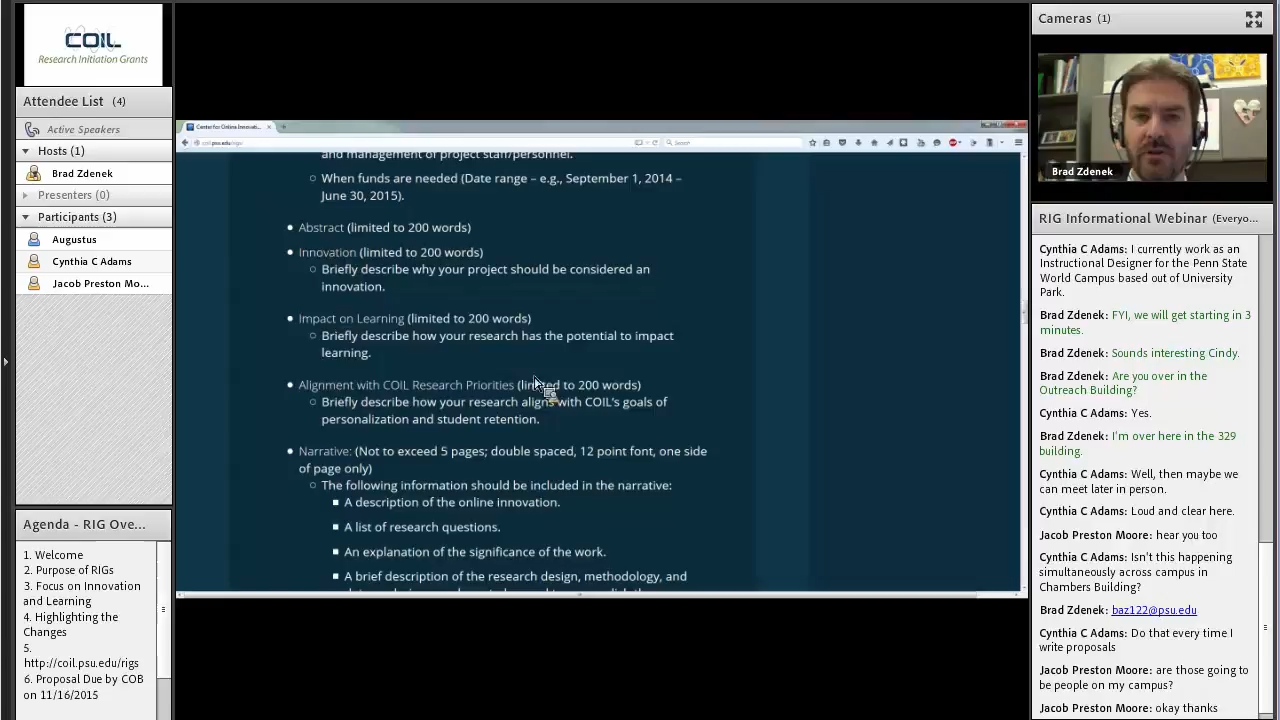 COIL
Research Initiation Grants
Attendee List (4)
Active Speakers
Hosts (1)
Brad Zdenek
Presenters (0)
Participants (3)
Augustus
Cynthia C Adams
Jacob Preston Mo...
Agenda - RIG Ove...
1. Welcome
2. Purpose of RIGs
3. Focus on Innovation
and Learning
4. Highlighting the
Changes
5.
http://coil.psu.edu/rigs
6. Proposal Due by COB
on 11/16/2015
Center for Online Innovati...
coil.psu.edu/rigs
Search
and management of project staff/personnel.
When funds are needed (Date range – e.g., September 1, 2014 –
June 30, 2015).
Abstract (limited to 200 words)
Innovation (limited to 200 words)
Briefly describe why your project should be considered an
innovation.
Impact on Learning (limited to 200 words)
Briefly describe how your research has the potential to impact
learning.
Alignment with COIL Research Priorities (limited to 200 words)
Briefly describe how your research aligns with COIL's goals of
personalization and student retention.
Narrative: (Not to exceed 5 pages; double spaced, 12 point font, one side
of page only)
The following information should be included in the narrative:
A description of the online innovation.
A list of research questions.
An explanation of the significance of the work.
A brief description of the research design, methodology, and
Cameras (1)
Brad Zdenek
RIG Informational Webinar (Everyo...
Cynthia C Adams: I currently work as an
Instructional Designer for the Penn State
World Campus based out of University
Park.
Brad Zdenek: FYI, we will get starting in 3
minutes.
Brad Zdenek: Sounds interesting Cindy.
Brad Zdenek: Are you over in the
Outreach Building?
Cynthia C Adams: Yes.
Brad Zdenek: I'm over here in the 329
building.
Cynthia C Adams: Well, then maybe we
can meet later in person.
Cynthia C Adams: Loud and clear here.
Jacob Preston Moore: hear you too
Cynthia C Adams: Isn't this happening
simultaneously across campus in
Chambers Building?
Brad Zdenek: baz122@psu.edu
Cynthia C Adams: Do that every time I
write proposals
Jacob Preston Moore: are those going to
be people on my campus?
Jacob Preston Moore: okay thanks